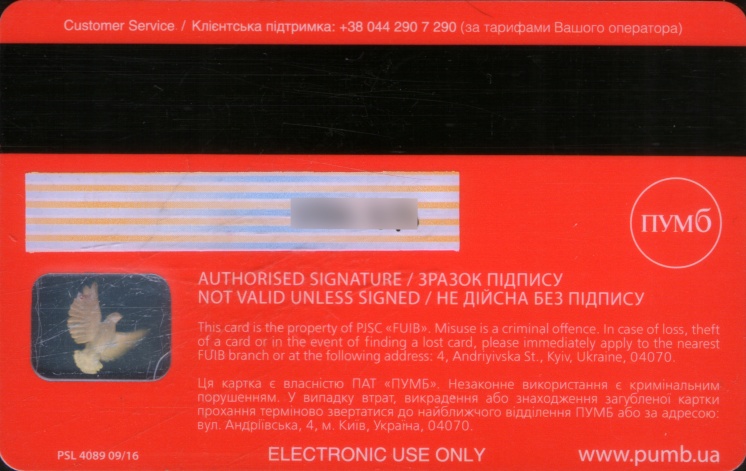 Customer Service / Клієнтська підтримка: +38 044 290 7 290 (за тарифами Вашого оператора)
ПУМб
AUTHORISED SIGNATURE / ЗРАЗОК ПІДПИСУ
NOT VALID UNLESS SIGNED / НЕ ДІЙСНА БЕЗ ПІДПИСУ
This card is the property of PJSC «FUIB». Misuse is a criminal offence. In case of loss, theft
of a card or in the event of finding a lost card, please immediately apply to the nearest
FUIB branch or at the following address: 4, Andriyivska St., Kyiv, Ukraine, 04070.
Ця картка є власністю ПАТ «ПУМБ». Незаконне використання є кримінальним
порушенням. У випадку втрат, викрадення або знаходження загубленої картки
прохання терміново звертатися до найближчого відділення ПУМБ або за адресою:
вул. Андріївська, 4, м. Київ, Україна, 04070.
PSL 4089 09/16
ELECTRONIC USE ONLY
www.pumb.ua